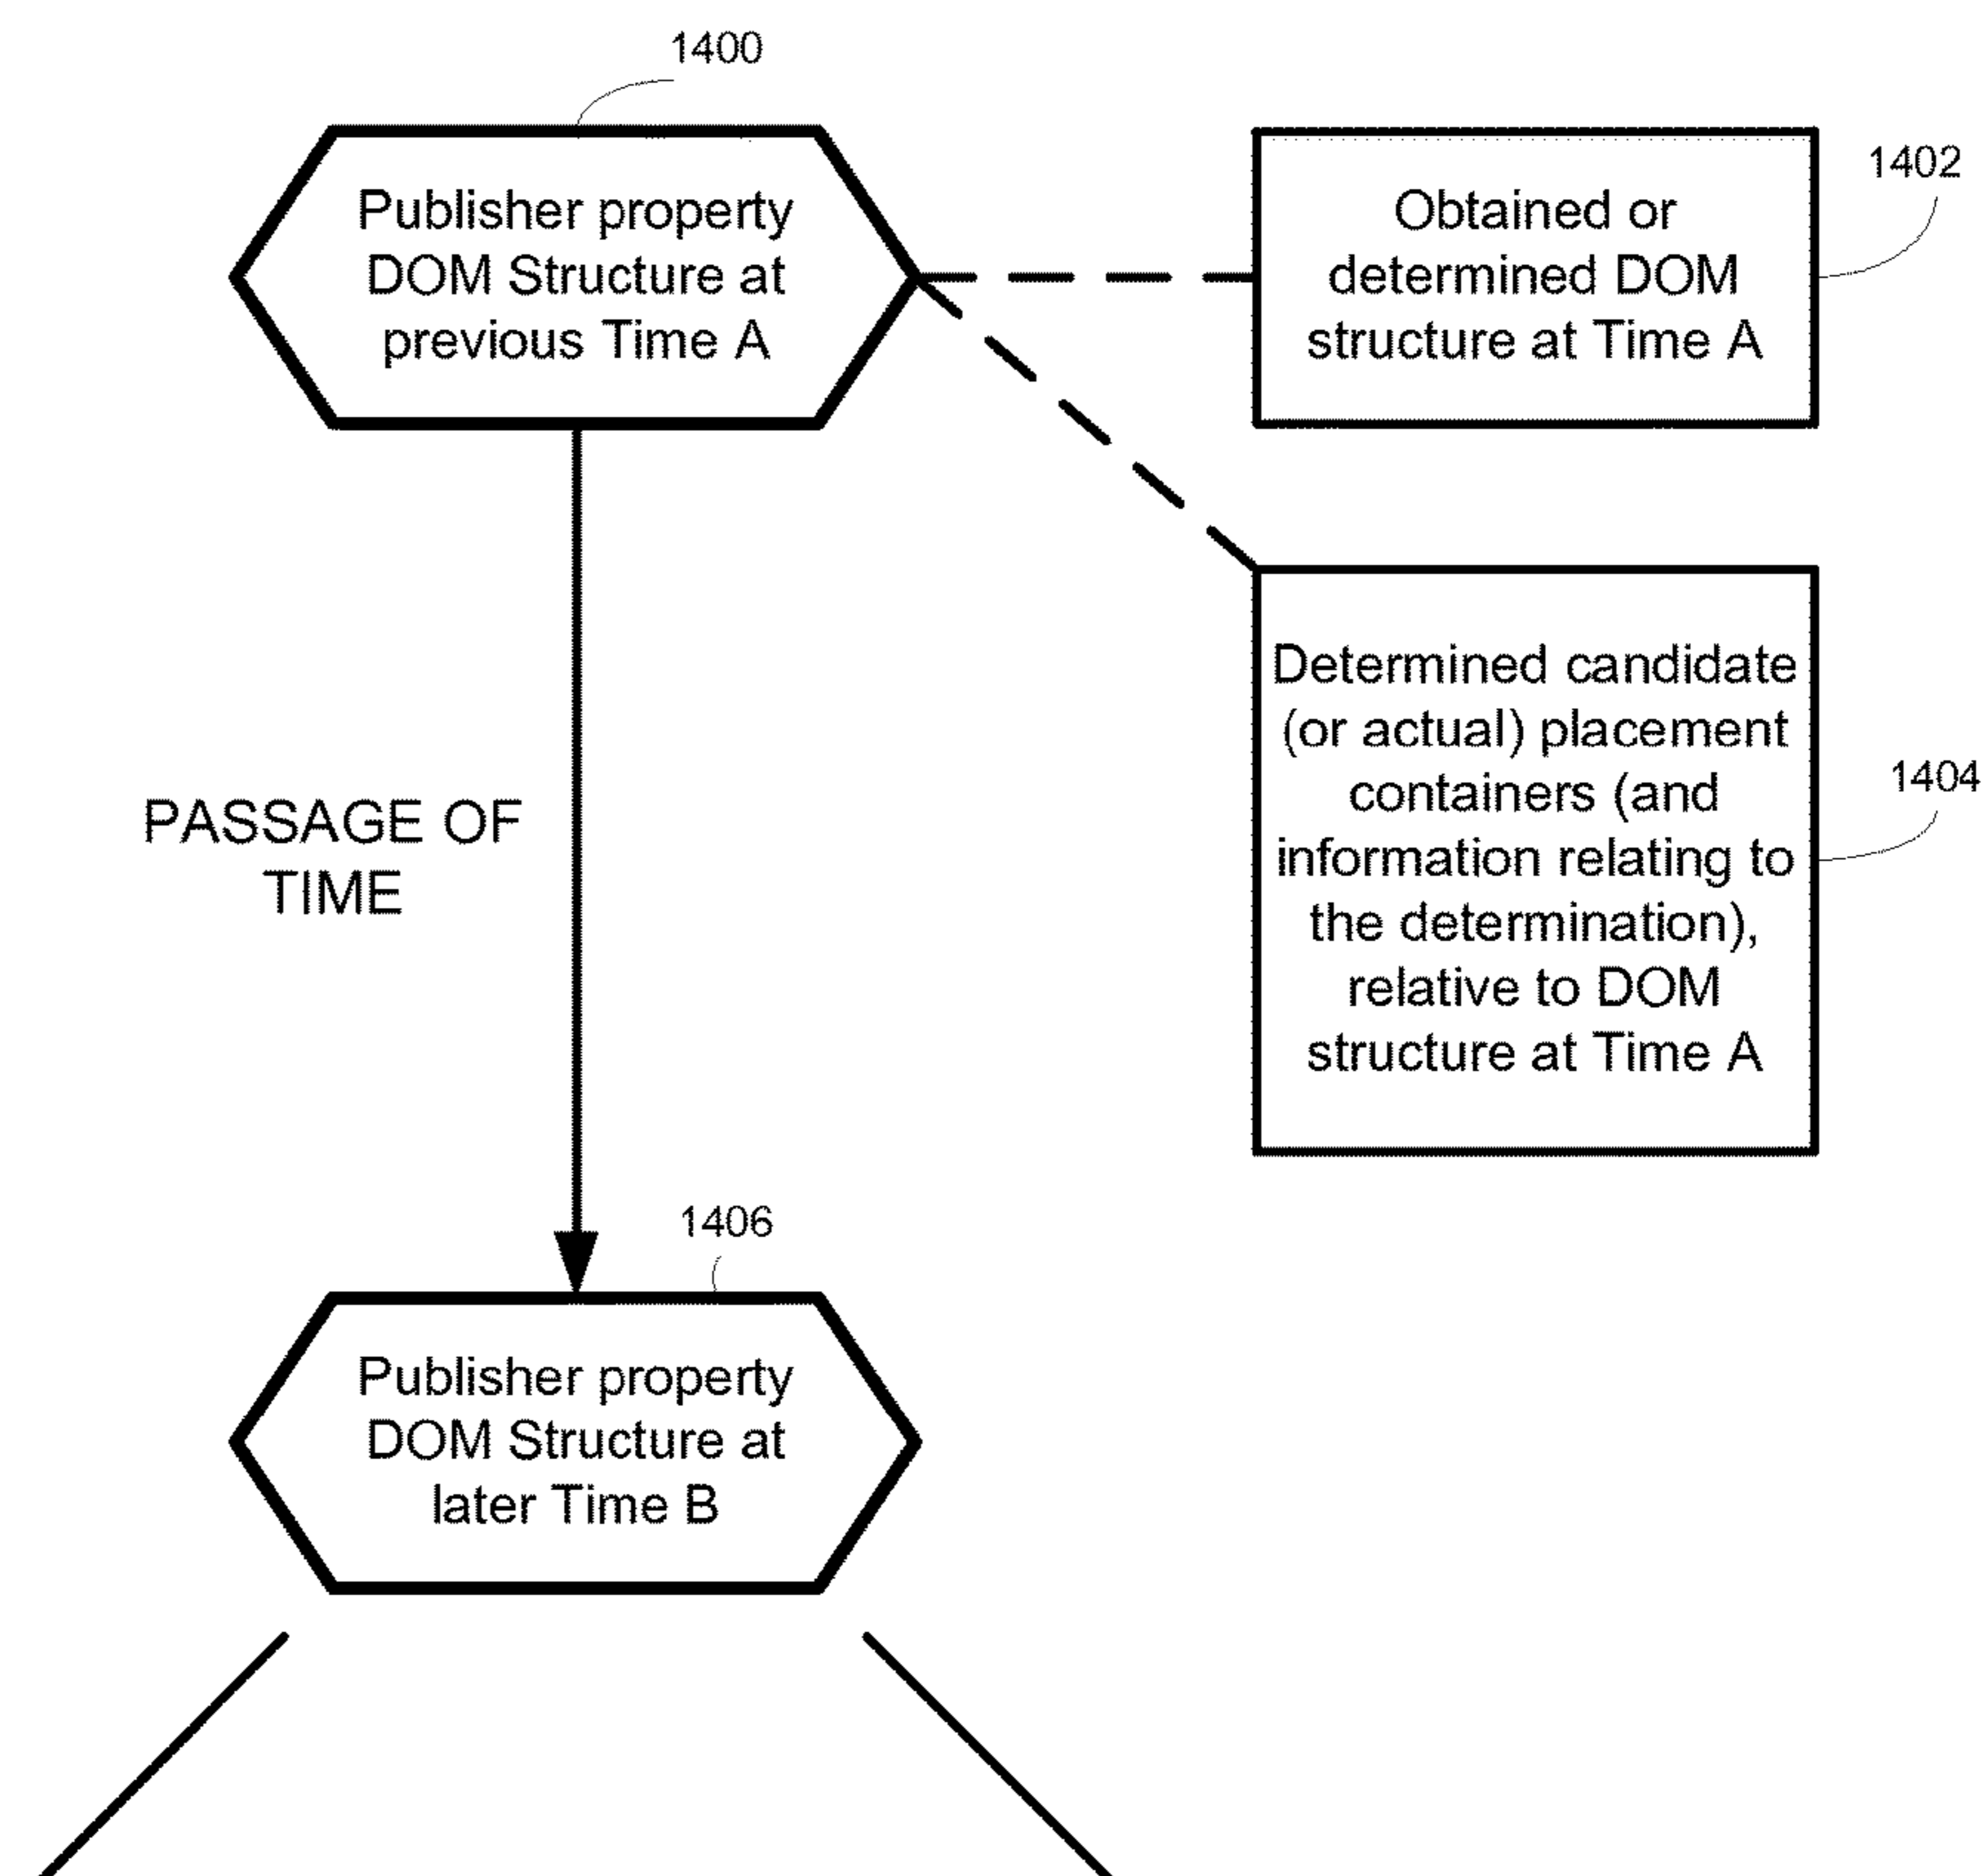 1400
Publisher property
DOM Structure at
previous Time A
Obtained or
determined DOM
structure at Time A
1402
Determined candidate
(or actual) placement
containers (and
information relating to
the determination),
relative to DOM
structure at Time A
1404
PASSAGE OF
TIME
1406
Publisher property
DOM Structure at
later Time B